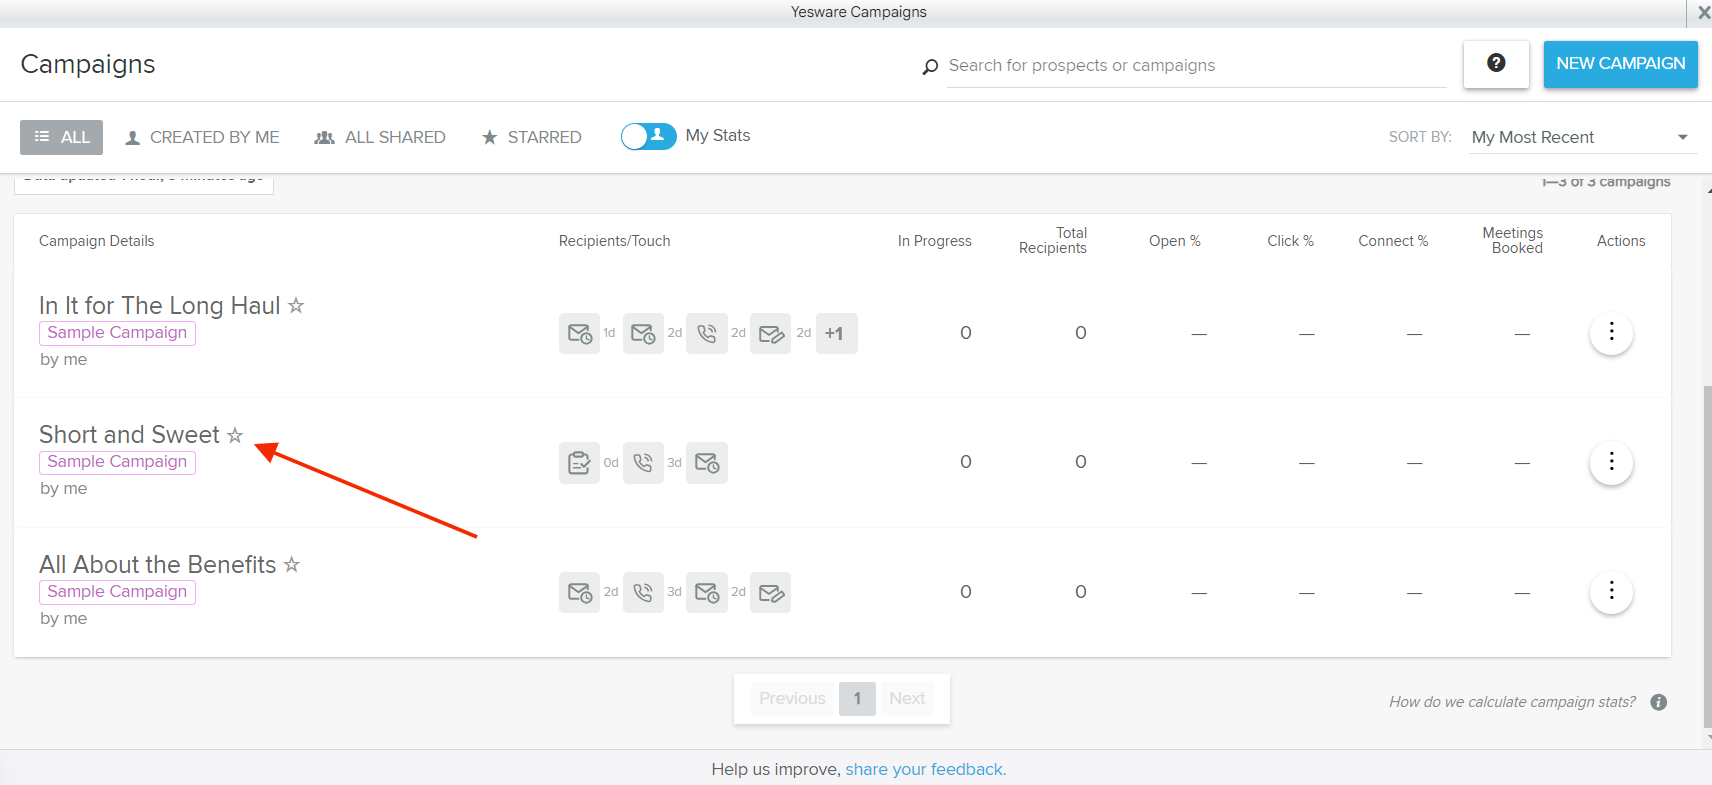 Yesware Campaigns
Campaigns
Search for prospects or campaigns
?
NEW CAMPAIGN
ALL CREATED BY ME ALL SHARED STARRED My Stats
SORT BY: My Most Recent
Data updated 1 hour,
1—3 of 3 campaigns
Campaign Details Recipients/Touch In Progress Total Recipients Open % Click % Connect % Meetings Booked Actions
In It for The Long Haul
Sample Campaign
by me
1d 2d 2d 2d +1 0 0 — — — —
Short and Sweet
Sample Campaign
by me
0d 3d 0 0 — — — —
All About the Benefits
Sample Campaign
by me
2d 3d 2d 0 0 — — — —
Previous 1 Next
How do we calculate campaign stats? i
Help us improve, share your feedback.